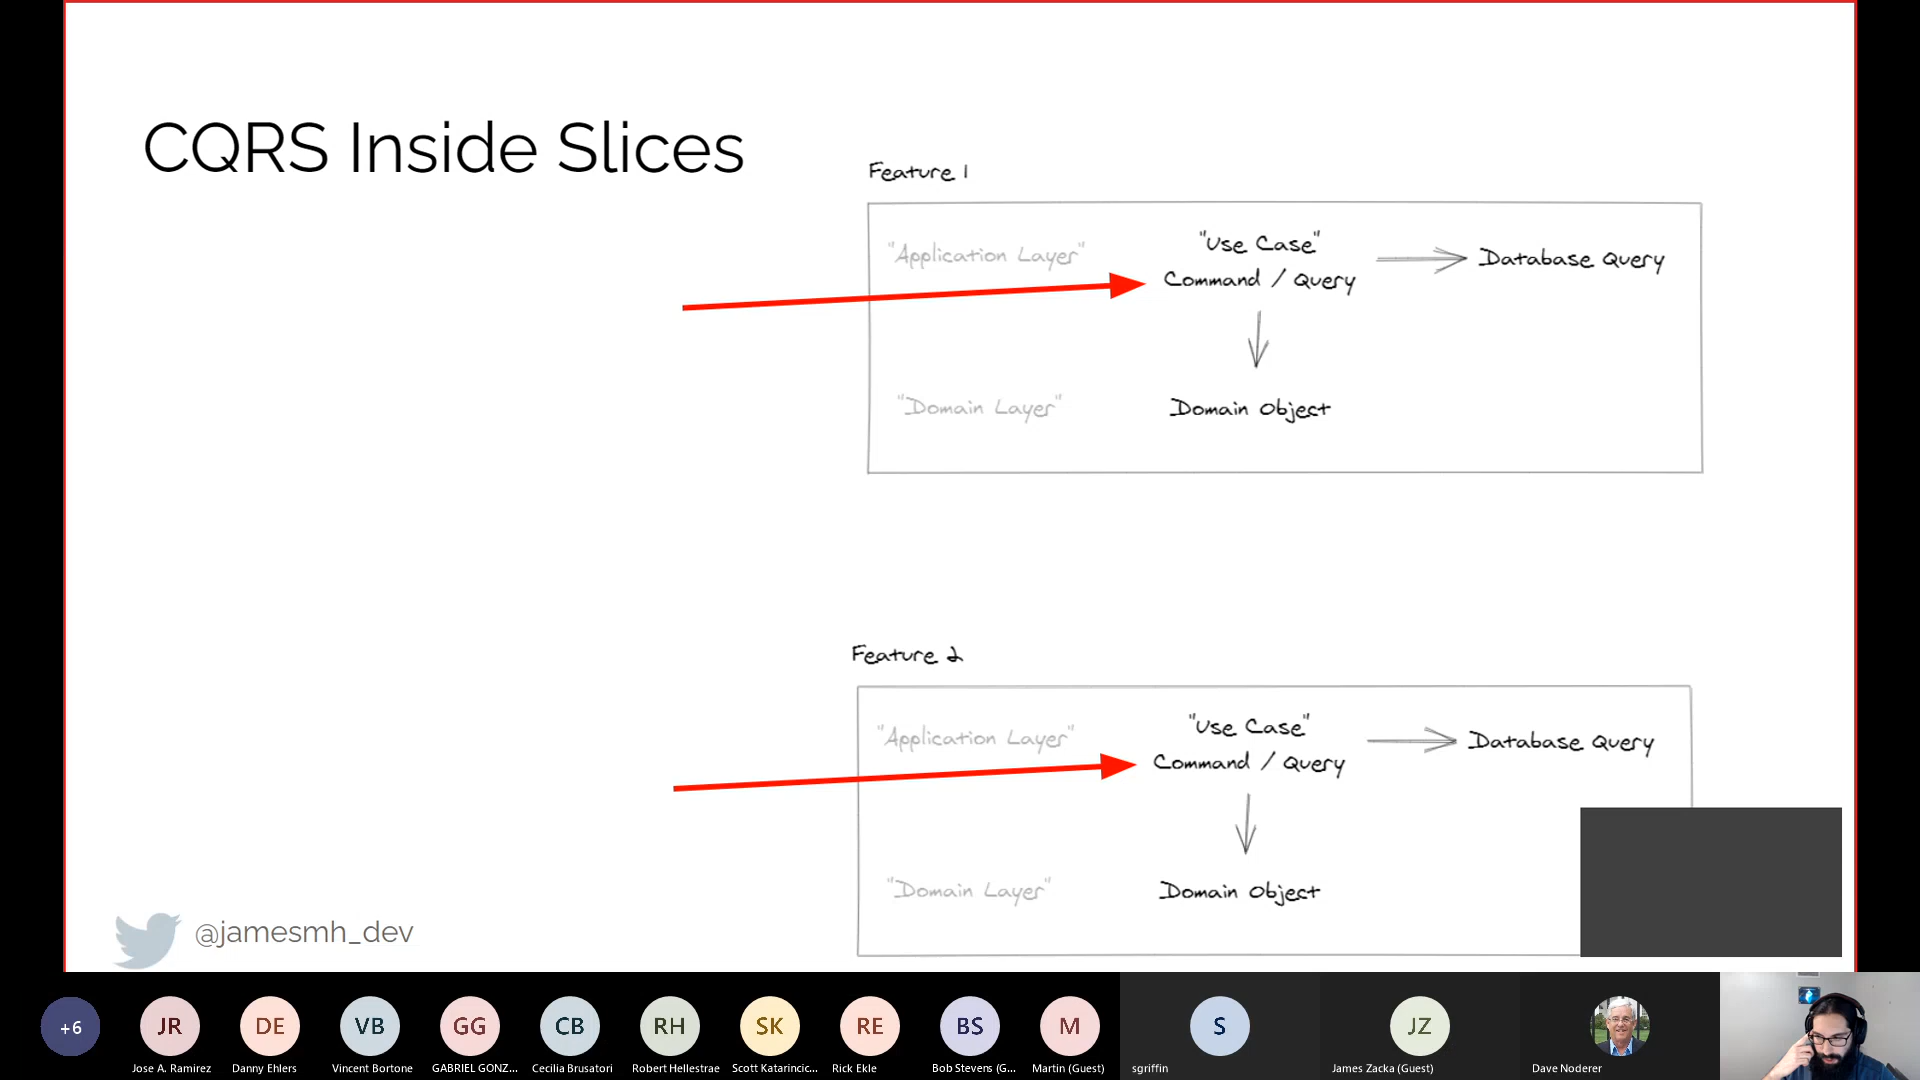 CQRS Inside Slices
Feature 1
"Application Layer"
"Use Case"
Command / Query
Database Query
"Domain Layer"
Domain Object
Feature 2
"Application Layer"
"Use Case"
Command / Query
Database Query
"Domain Layer"
Domain Object
@jamesmh_dev
+6
JR
DE
VB
GG
CB
RH
SK
RE
BS
M
S
JZ
Jose A. Ramirez
Danny Ehlers
Vincent Bortone
GABRIEL GONZ...
Cecilia Brusatori
Robert Hellestrae
Scott Katarincic...
Rick Ekle
Bob Stevens (G...
Martin (Guest)
sgriffin
James Zacka (Guest)
Dave Noderer